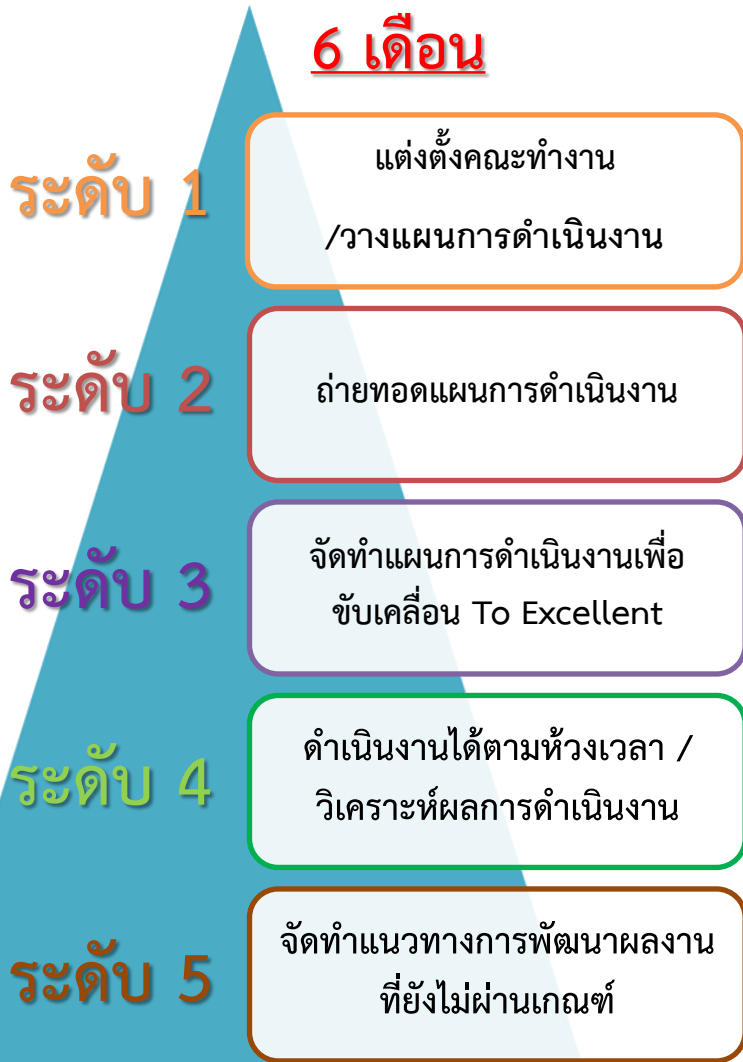 6 เดือน
ระดับ 1
แต่งตั้งคณะทำงาน
/วางแผนการดำเนินงาน
ระดับ 2
ถ่ายทอดแผนการดำเนินงาน
ระดับ 3
จัดทำแผนการดำเนินงานเพื่อ
ขับเคลื่อน To Excellent
ระดับ 4
ดำเนินงานได้ตามห้วงเวลา /
วิเคราะห์ผลการดำเนินงาน
ระดับ 5
จัดทำแนวทางการพัฒนาผลงาน
ที่ยังไม่ผ่านเกณฑ์